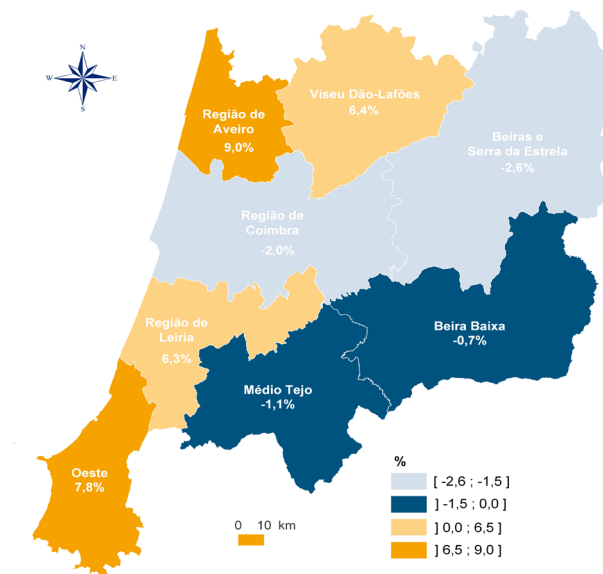 N
W
E
S
Região de
Aveiro
9,0%
Viseu Dão-Lafões
6,4%
Beiras e
Serra da Estrela
-2,6%
Região de
Coimbra
-2,0%
Região de
Leiria
6,3%
Beira Baixa
-0,7%
Médio Tejo
-1,1%
Oeste
7,8%
0 10 km
%
[ -2,6 ; -1,5 ]
] -1,5 ; 0,0 ]
] 0,0 ; 6,5 ]
] 6,5 ; 9,0 ]